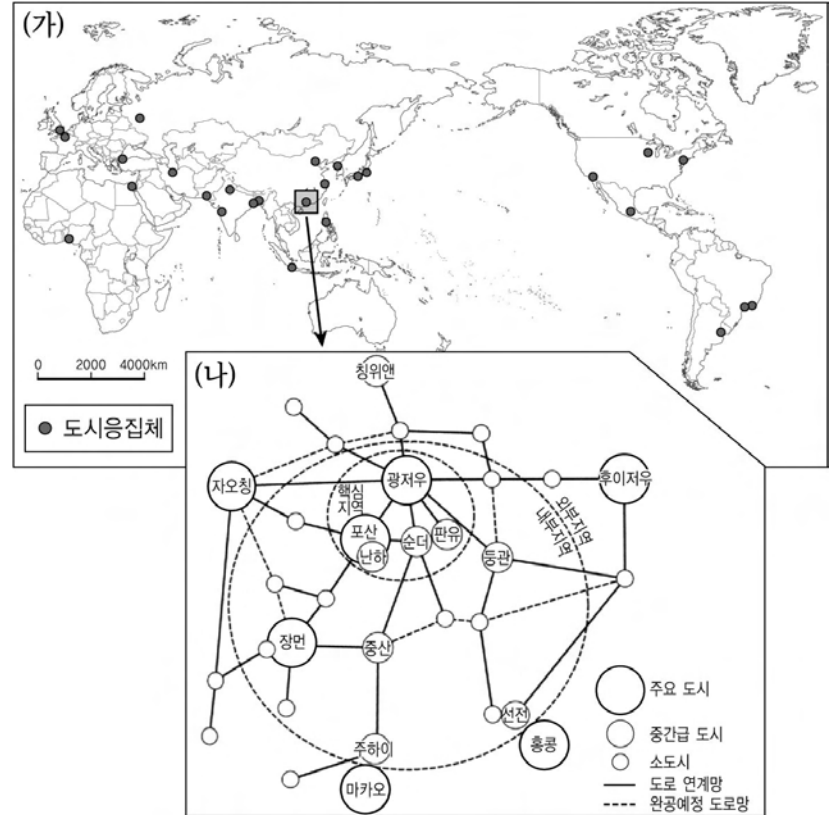 (가)
0 2000 4000km
도시응집체
(나)
칭위앤
자오칭
광저우
후이저우
핵심
지역
외부지역
내부지역
포산
판유
순더
난하
둥관
장먼
중산
선전
홍콩
주하이
마카오
주요 도시
중간급 도시
소도시
도로 연계망
완공예정 도로망